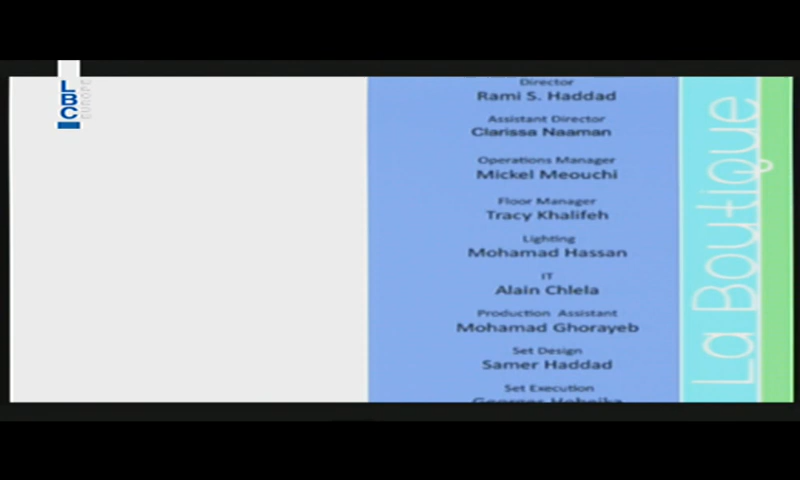 LBC
EUROPE
Director
Rami S. Haddad
Assistant Director
Clarissa Naaman
Operations Manager
Mickel Meouchi
Floor Manager
Tracy Khalifeh
Lighting
Mohamad Hassan
IT
Alain Chlela
Production Assistant
Mohamad Ghorayeb
Set Design
Samer Haddad
Set Execution
Georges
La Boutique